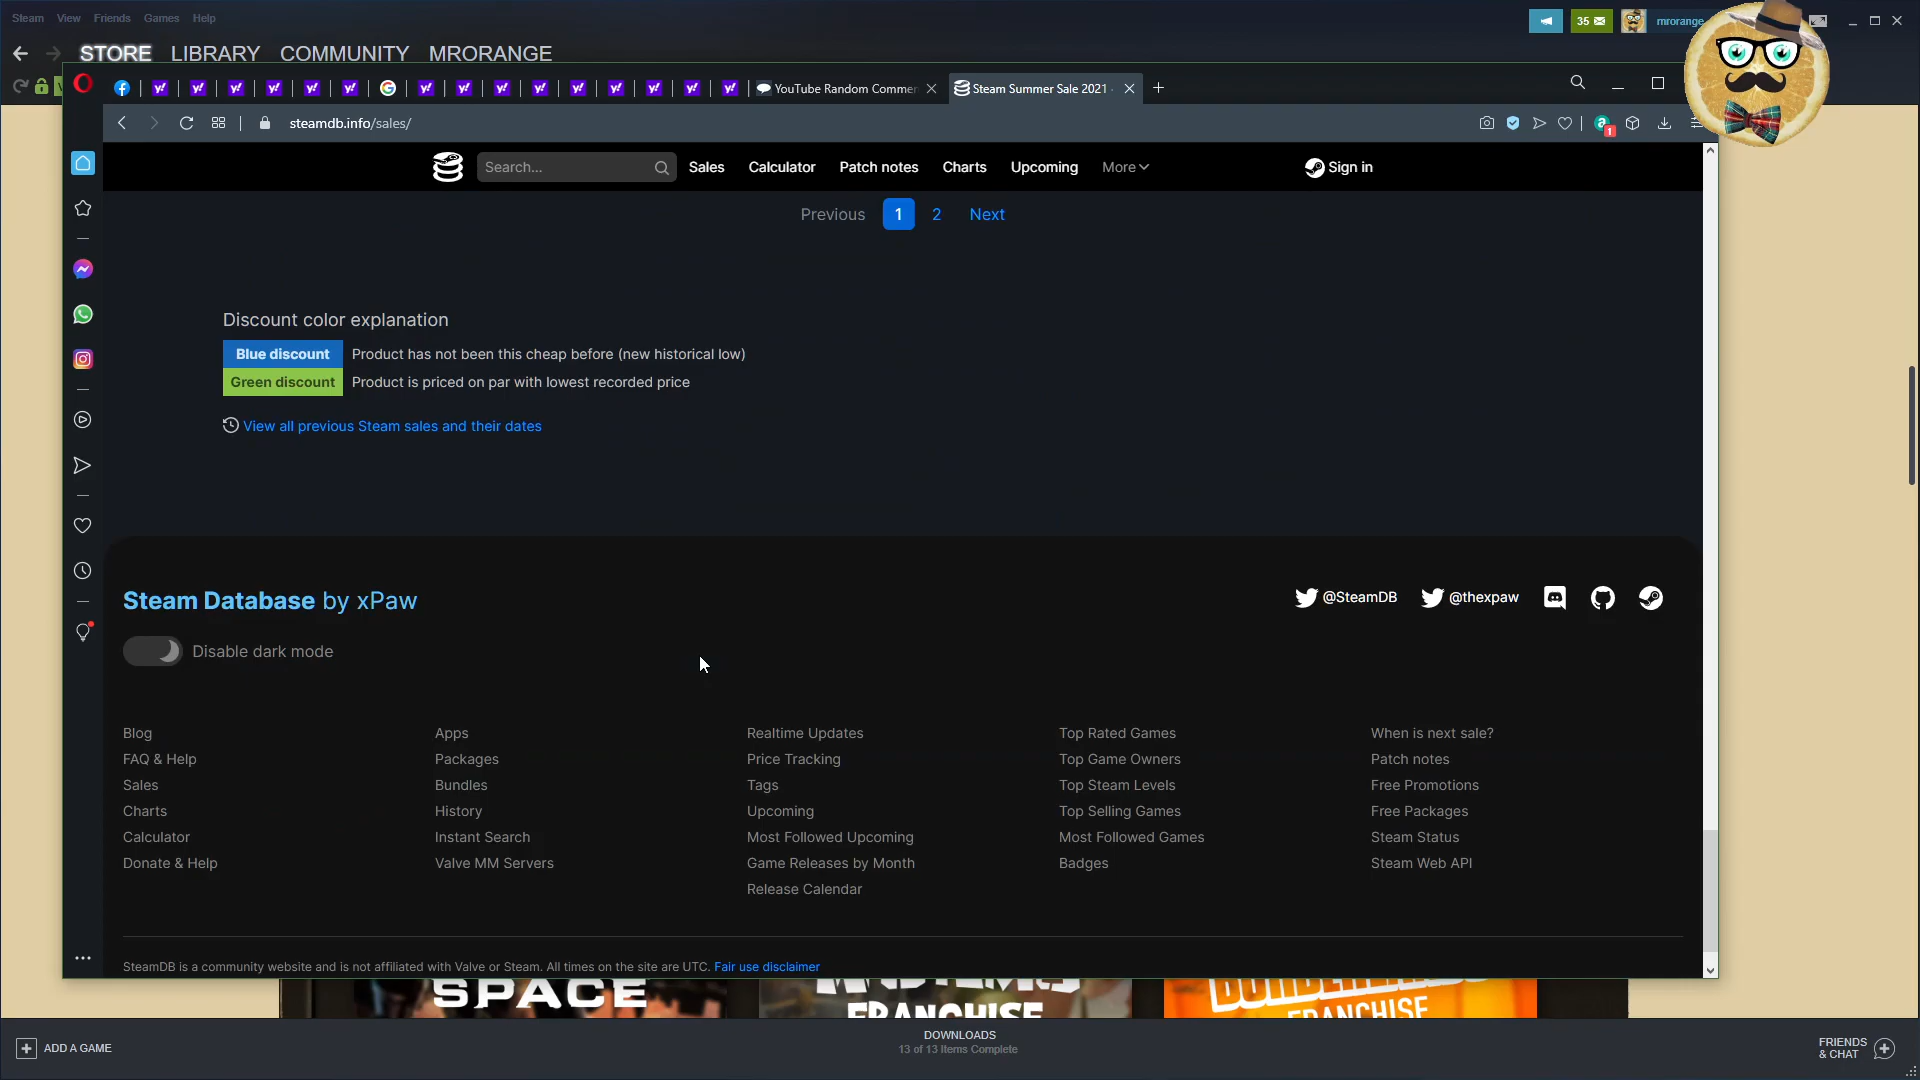 Steam View Friends Games Help
35 mrorange
STORE LIBRARY COMMUNITY MRORANGE
YouTube Random Commen Steam Summer Sale 2021
steamdb.info/sales/
1
Search... Sales Calculator Patch notes Charts Upcoming More Sign in
Previous 1 2 Next
Discount color explanation
Blue discount Product has not been this cheap before (new historical low)
Green discount Product is priced on par with lowest recorded price
View all previous Steam sales and their dates
Steam Database by xPaw
@SteamDB @thexpaw
Disable dark mode
Blog Apps Realtime Updates Top Rated Games When is next sale?
FAQ & Help Packages Price Tracking Top Game Owners Patch notes
Sales Bundles Tags Top Steam Levels Free Promotions
Charts History Upcoming Top Selling Games Free Packages
Calculator Instant Search Most Followed Upcoming Most Followed Games Steam Status
Donate & Help Valve MM Servers Game Releases by Month Badges Steam Web API
Release Calendar
SteamDB is a community website and is not affiliated with Valve or Steam. All times on the site are UTC. Fair use disclaimer
SPACE FRANCHISE FRANCHISE
ADD A GAME
DOWNLOADS
13 of 13 Items Complete
FRIENDS
& CHAT